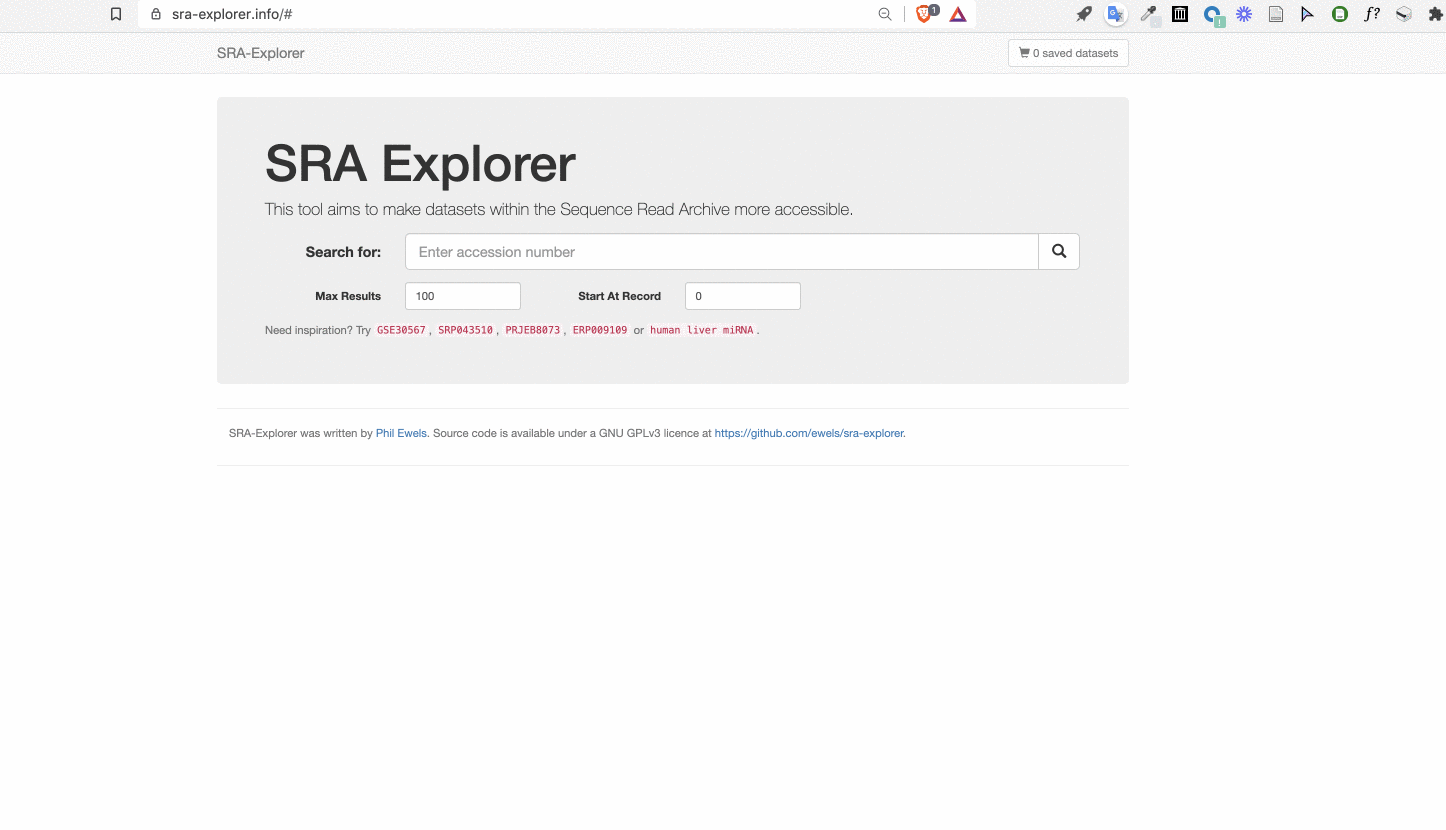 sra-explorer.info/#
1
f?
SRA-Explorer
0 saved datasets
SRA Explorer
This tool aims to make datasets within the Sequence Read Archive more accessible.
Search for: Enter accession number
Max Results 100 Start At Record 0
Need inspiration? Try GSE30567, SRP043510, PRJEB8073, ERP009109 or human liver miRNA.
SRA-Explorer was written by Phil Ewels. Source code is available under a GNU GPLv3 licence at https://github.com/ewels/sra-explorer.